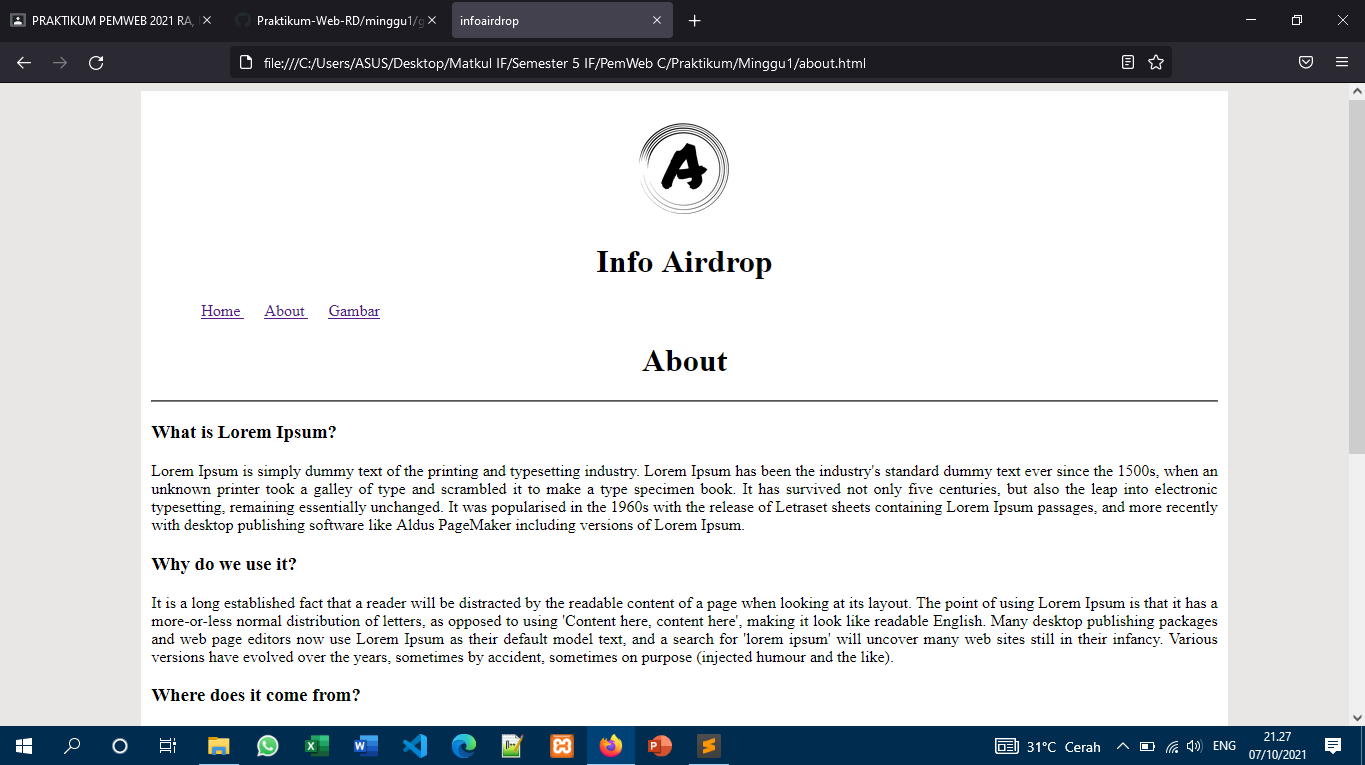 PRAKTIKUM PEMWEB 2021 RA,
Praktikum-Web-RD/minggu1/g
infoairdrop
file:///C:/Users/ASUS/Desktop/Matkul IF/Semester 5 IF/PemWeb C/Praktikum/Minggu1/about.html
A
Info Airdrop
Home About Gambar
About
What is Lorem Ipsum?
Lorem Ipsum is simply dummy text of the printing and typesetting industry. Lorem Ipsum has been the industry's standard dummy text ever since the 1500s, when an
unknown printer took a galley of type and scrambled it to make a type specimen book. It has survived not only five centuries, but also the leap into electronic
typesetting, remaining essentially unchanged. It was popularised in the 1960s with the release of Letraset sheets containing Lorem Ipsum passages, and more recently
with desktop publishing software like Aldus PageMaker including versions of Lorem Ipsum.
Why do we use it?
It is a long established fact that a reader will be distracted by the readable content of a page when looking at its layout. The point of using Lorem Ipsum is that it has a
more-or-less normal distribution of letters, as opposed to using 'Content here, content here', making it look like readable English. Many desktop publishing packages
and web page editors now use Lorem Ipsum as their default model text, and a search for 'lorem ipsum' will uncover many web sites still in their infancy. Various
versions have evolved over the years, sometimes by accident, sometimes on purpose (injected humour and the like).
Where does it come from?
31°C Cerah
ENG
21.27
07/10/2021